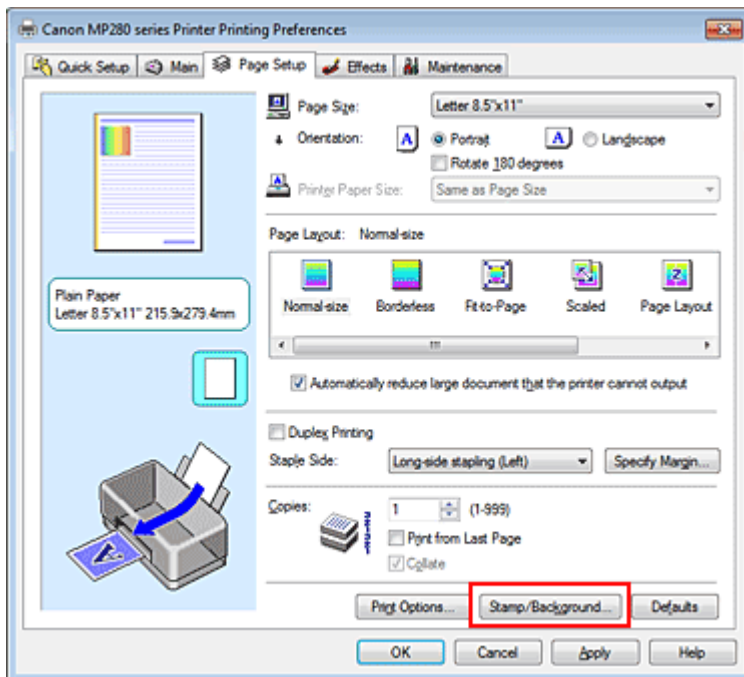 Canon MP280 series Printer Printing Preferences
Quick Setup Main Page Setup Effects Maintenance
Page Size: Letter 8.5"x11"
Orientation: A Portrait A Landscape
Rotate 180 degrees
Printer Paper Size: Same as Page Size
Page Layout: Normal-size
Normal-size Borderless Fit-to-Page Scaled Page Layout
Plain Paper
Letter 8.5"x11" 215.9x279.4mm
Automatically reduce large document that the printer cannot output
Duplex Printing
Staple Side: Long-side stapling (Left) Specify Margin...
Copies: 1 (1-999)
Print from Last Page
Collate
Print Options... Stamp/Background... Defaults
OK Cancel Apply Help